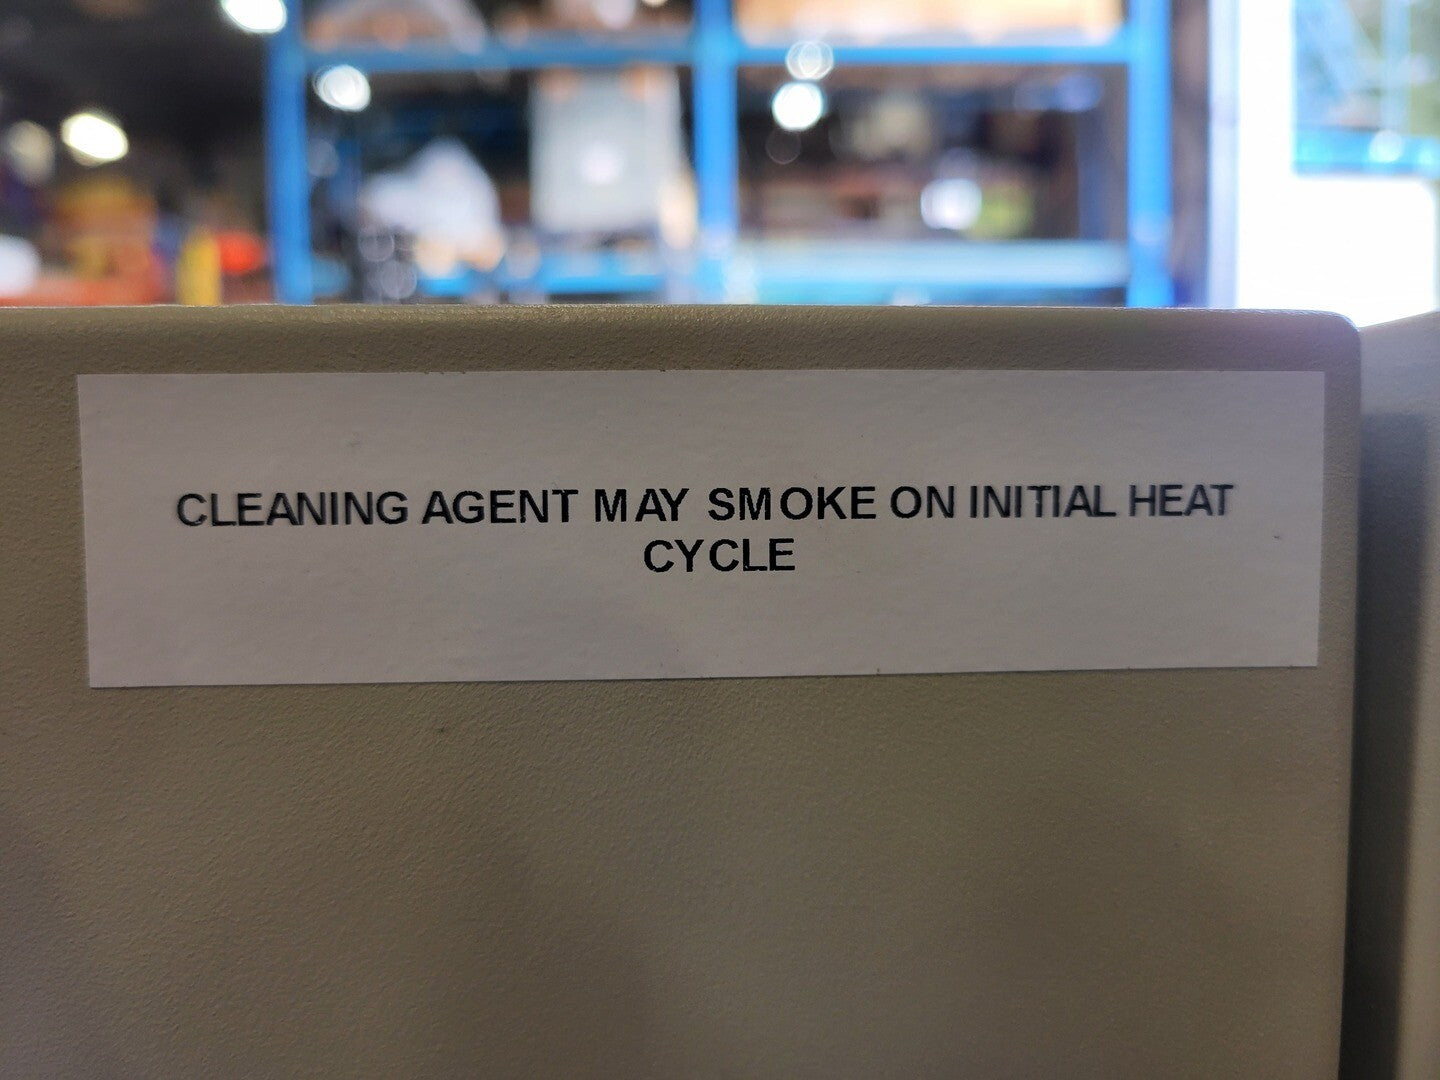 CLEANING AGENT MAY SMOKE ON INITIAL HEAT
CYCLE